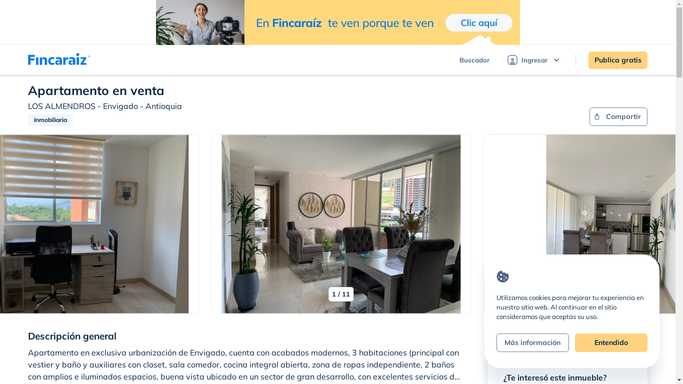 En Fincaraíz te ven porque te ven
Clic aquí
Fincaraiz
Buscador
Ingresar
Publica gratis
Apartamento en venta
LOS ALMENDROS - Envigado - Antioquia
Inmobiliaria
Compartir
1 / 11
Utilizamos cookies para mejorar tu experiencia en
nuestro sitio web. Al continuar en el sitio
consideramos que aceptas su uso.
Más información
Entendido
Descripción general
Apartamento en exclusiva urbanización de Envigado, cuenta con acabados modernos, 3 habitaciones (principal con
vestier y baño y auxiliares con closet, sala comedor, cocina integral abierta, zona de ropas independiente, 2 baños
con amplios e iluminados espacios, buena vista ubicado en un sector de gran desarrollo, con excelentes servicios d...
¿Te interesó este inmueble?